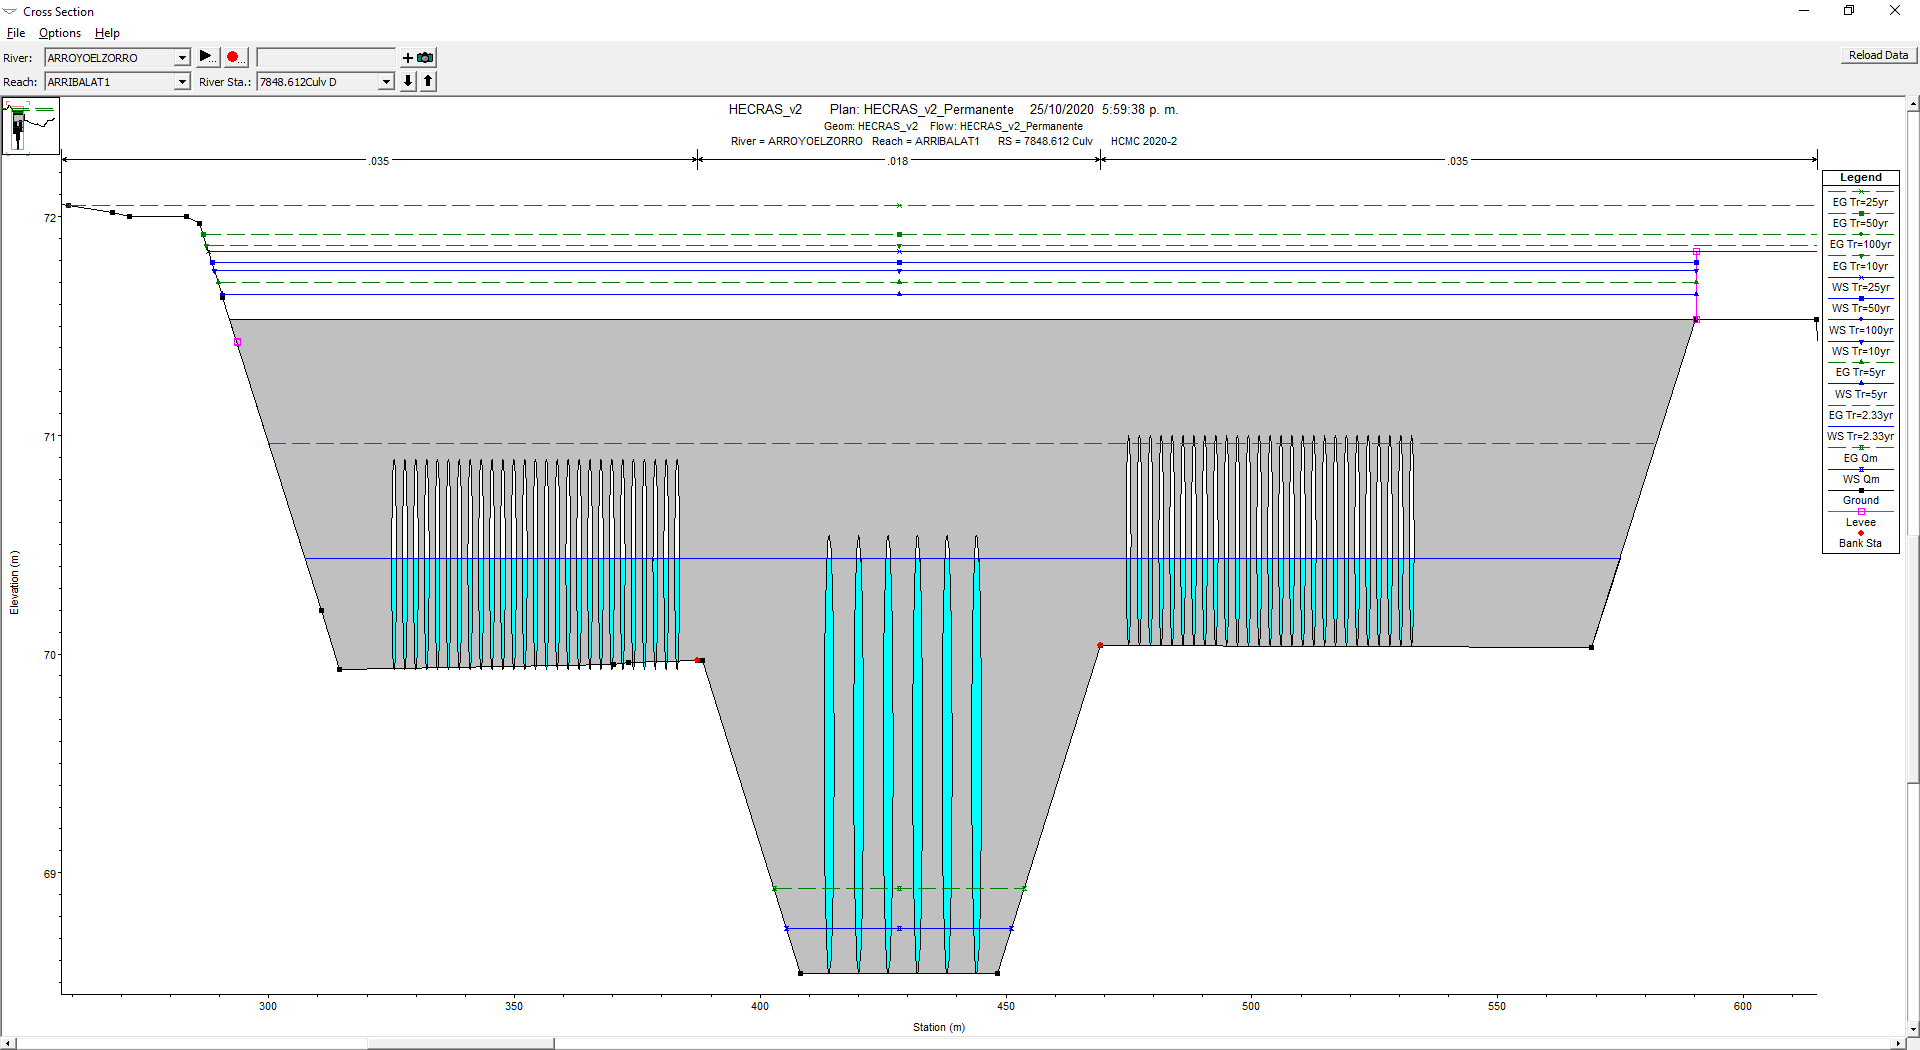 Cross Section
File Options Help
River: ARROYOELZORRO
Reload Data
Reach: ARRIBALAT1 River Sta.: 7848.612Culv D
HECRAS_v2 Plan: HECRAS_v2_Permanente 25/10/2020 5:59:38 p. m.
Geom: HECRAS_v2 Flow: HECRAS_v2_Permanente
River = ARROYOELZORRO Reach = ARRIBALAT1 RS = 7848.612 Culv HCMC 2020-2
.035 .018 .035
Legend
EG Tr=25yr
EG Tr=50yr
EG Tr=100yr
EG Tr=10yr
WS Tr=25yr
WS Tr=50yr
WS Tr=100yr
WS Tr=10yr
EG Tr=5yr
WS Tr=5yr
EG Tr=2.33yr
WS Tr=2.33yr
EG Qm
WS Qm
Ground
Levee
Bank Sta
72
71
70
69
Elevation (m)
300 350 400 450 500 550 600
Station (m)